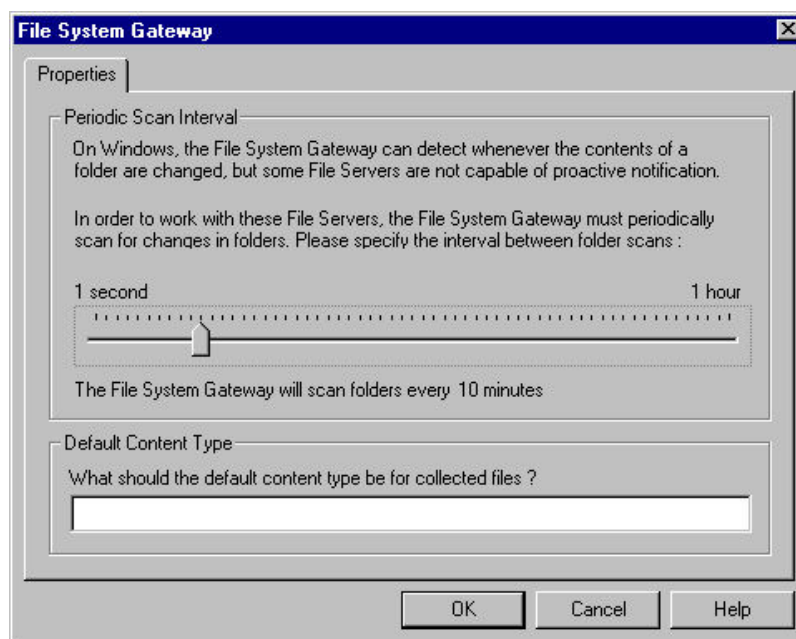 File System Gateway
Properties
Periodic Scan Interval
On Windows, the File System Gateway can detect whenever the contents of a
folder are changed, but some File Servers are not capable of proactive notification.
In order to work with these File Servers, the File System Gateway must periodically
scan for changes in folders. Please specify the interval between folder scans :
1 second 1 hour
The File System Gateway will scan folders every 10 minutes
Default Content Type
What should the default content type be for collected files ?
OK Cancel Help